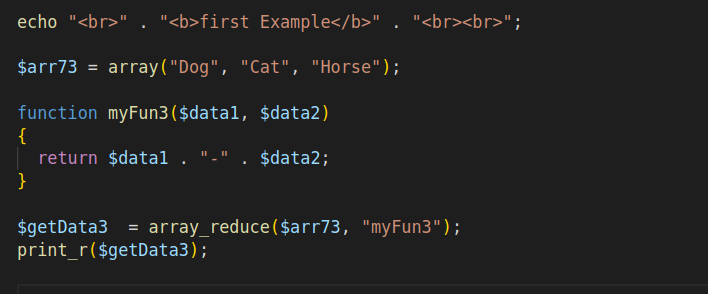 echo "<br>" . "<b>first Example</b>" . "<br><br>";
$arr73 = array("Dog", "Cat", "Horse");
function myFun3($data1, $data2)
{
  return $data1 . "-" . $data2;
}
$getData3  = array_reduce($arr73, "myFun3");
print_r($getData3);